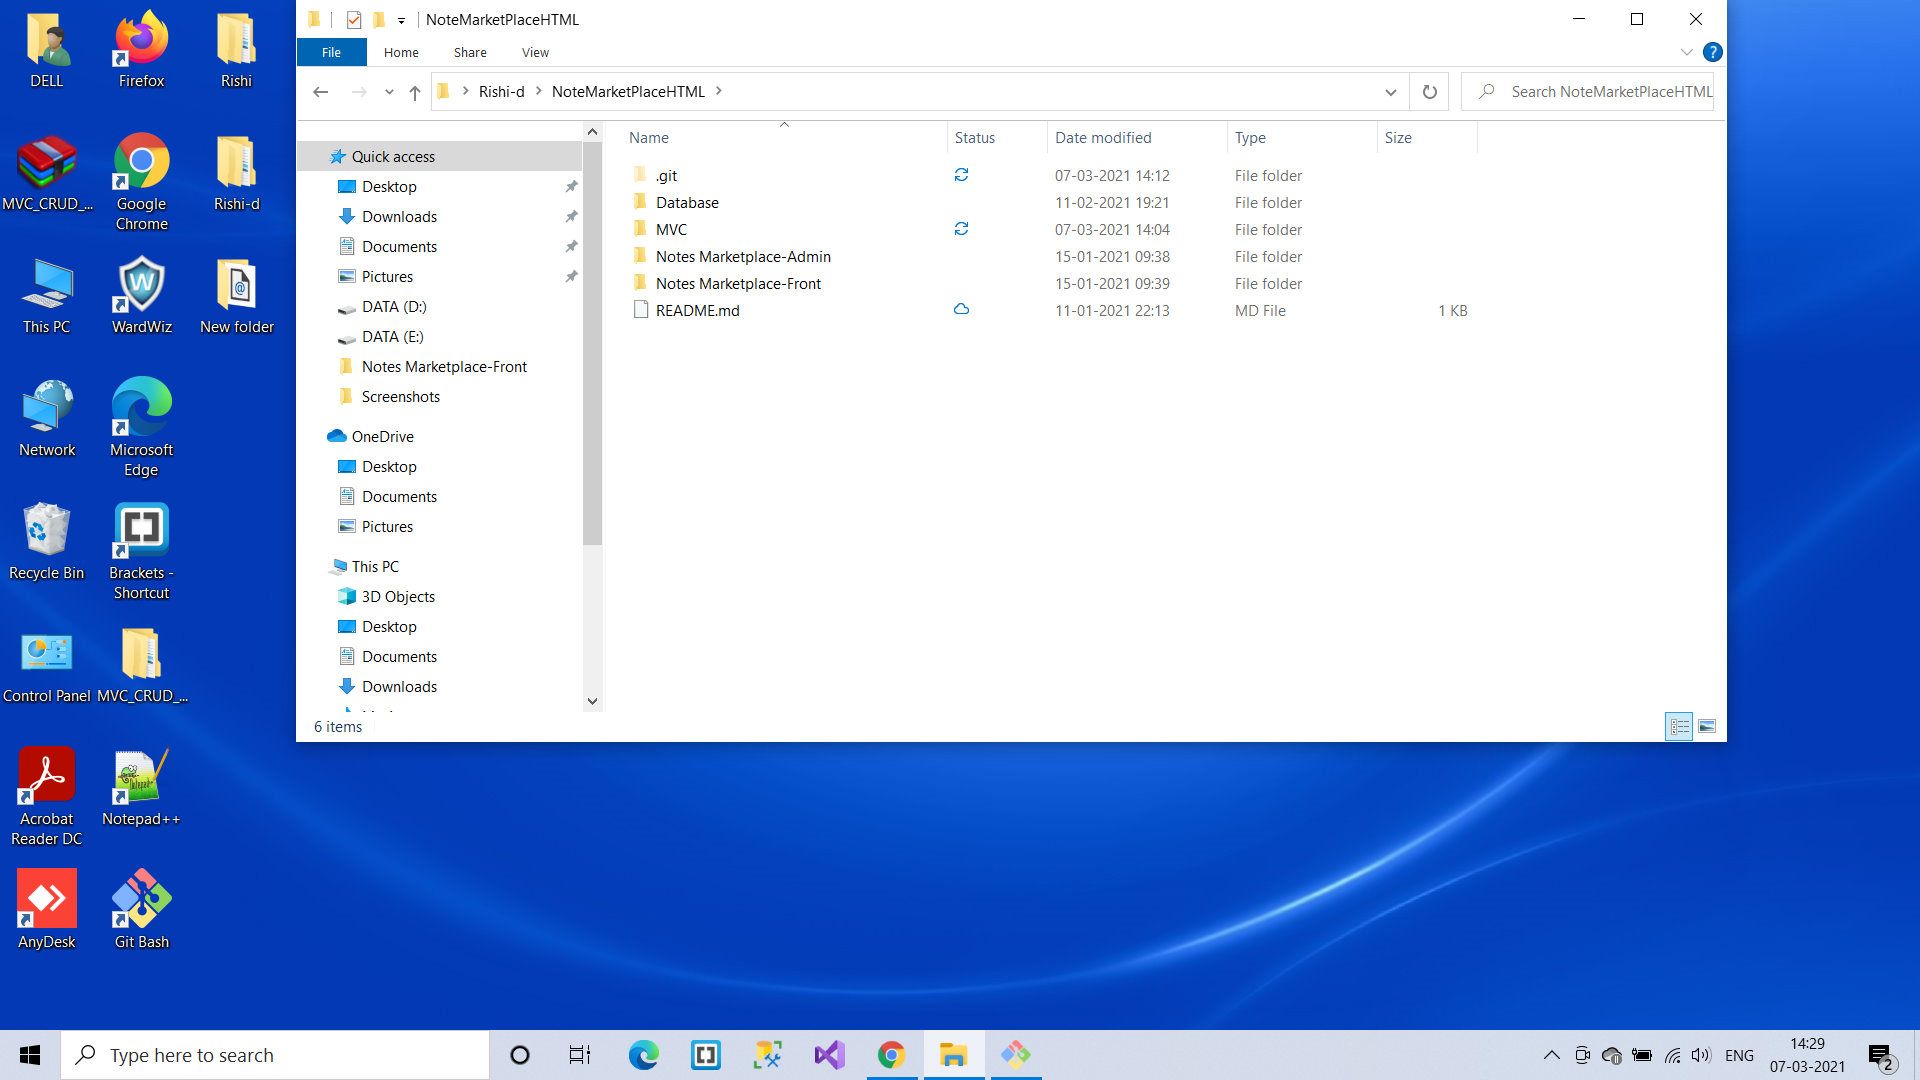 DELL
Firefox
Rishi
MVC_CRUD_...
Google
Chrome
Rishi-d
This PC
WardWiz
New folder
Network
Microsoft
Edge
Recycle Bin
Brackets -
Shortcut
Control Panel
MVC_CRUD_...
Acrobat
Reader DC
Notepad++
AnyDesk
Git Bash
NoteMarketPlaceHTML
File Home Share View
Rishi-d NoteMarketPlaceHTML
Search NoteMarketPlaceHTML
Quick access
Desktop
Downloads
Documents
Pictures
DATA (D:)
DATA (E:)
Notes Marketplace-Front
Screenshots
OneDrive
Desktop
Documents
Pictures
This PC
3D Objects
Desktop
Documents
Downloads
Name Status Date modified Type Size
.git 07-03-2021 14:12 File folder
Database 11-02-2021 19:21 File folder
MVC 07-03-2021 14:04 File folder
Notes Marketplace-Admin 15-01-2021 09:38 File folder
Notes Marketplace-Front 15-01-2021 09:39 File folder
README.md 11-01-2021 22:13 MD File 1 KB
6 items
Type here to search
ENG
14:29
07-03-2021
2